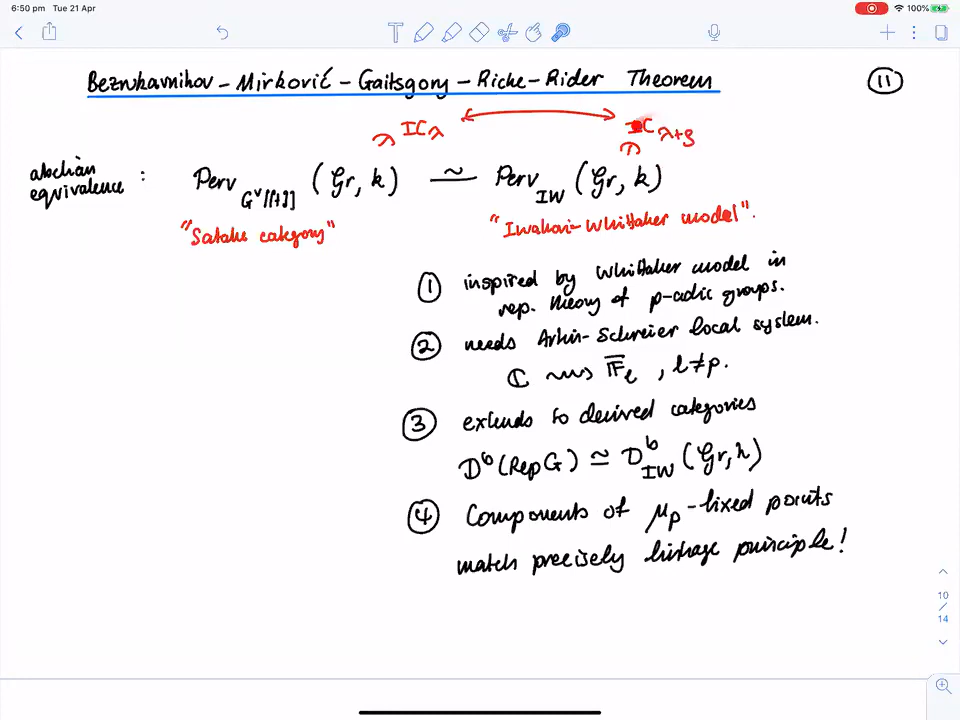 6:50 pm Tue 21 Apr
100%
Bezrukavnikov – Mirković – Gaitsgory – Riche – Rider Theorem
11
IC_λ ⟷ IC_{λ+ρ}
abelian equivalence : Perv_{G^∨[[t]]} (Gr, k) ≃ Perv_{IW} (Gr, k)
"Satake category" "Iwahori-Whittaker model".
① inspired by Whittaker model in
rep. theory of p-adic groups.
② needs Artin-Schreier local system.
ℂ ⇝ F̄_ℓ , ℓ ≠ p.
③ extends to derived categories
D^b(Rep G) ≃ D^b_{IW} (Gr, k)
④ Components of μ_p-fixed points
match precisely linkage principle!
10
/
14